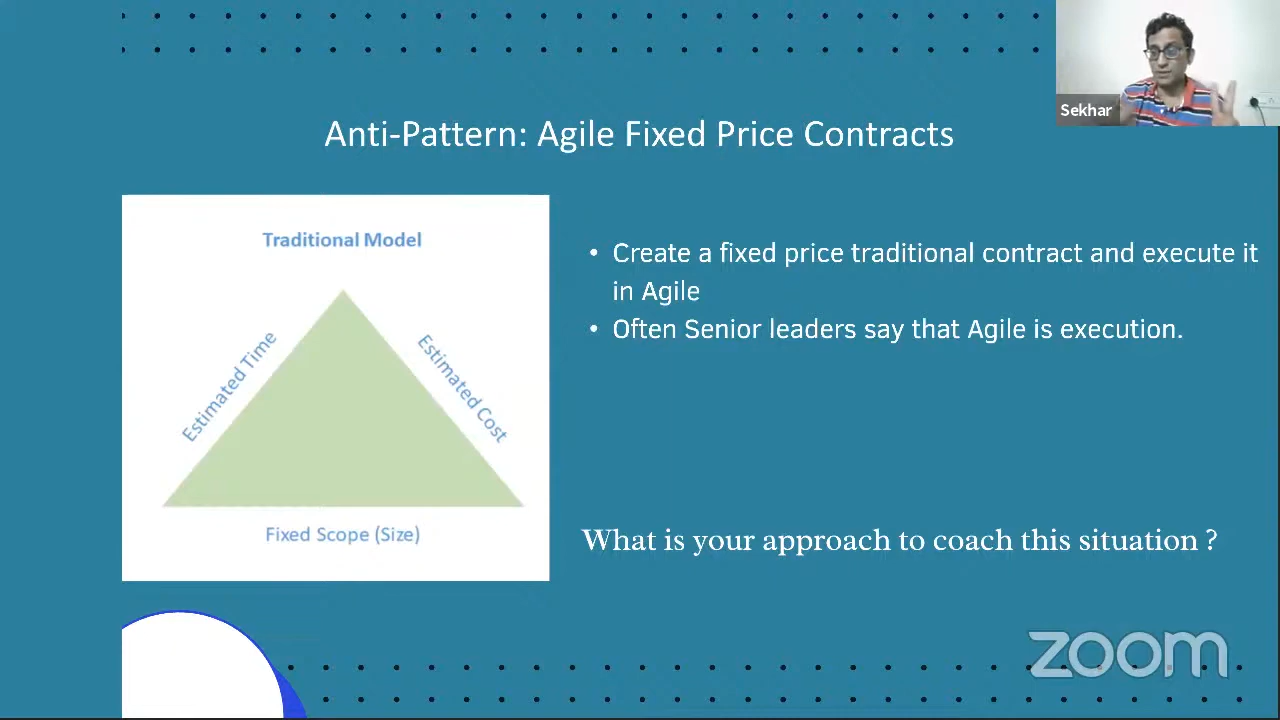 Sekhar
Anti-Pattern: Agile Fixed Price Contracts
Traditional Model
Estimated Time
Estimated Cost
Fixed Scope (Size)
• Create a fixed price traditional contract and execute it
in Agile
• Often Senior leaders say that Agile is execution.
What is your approach to coach this situation ?
zoom